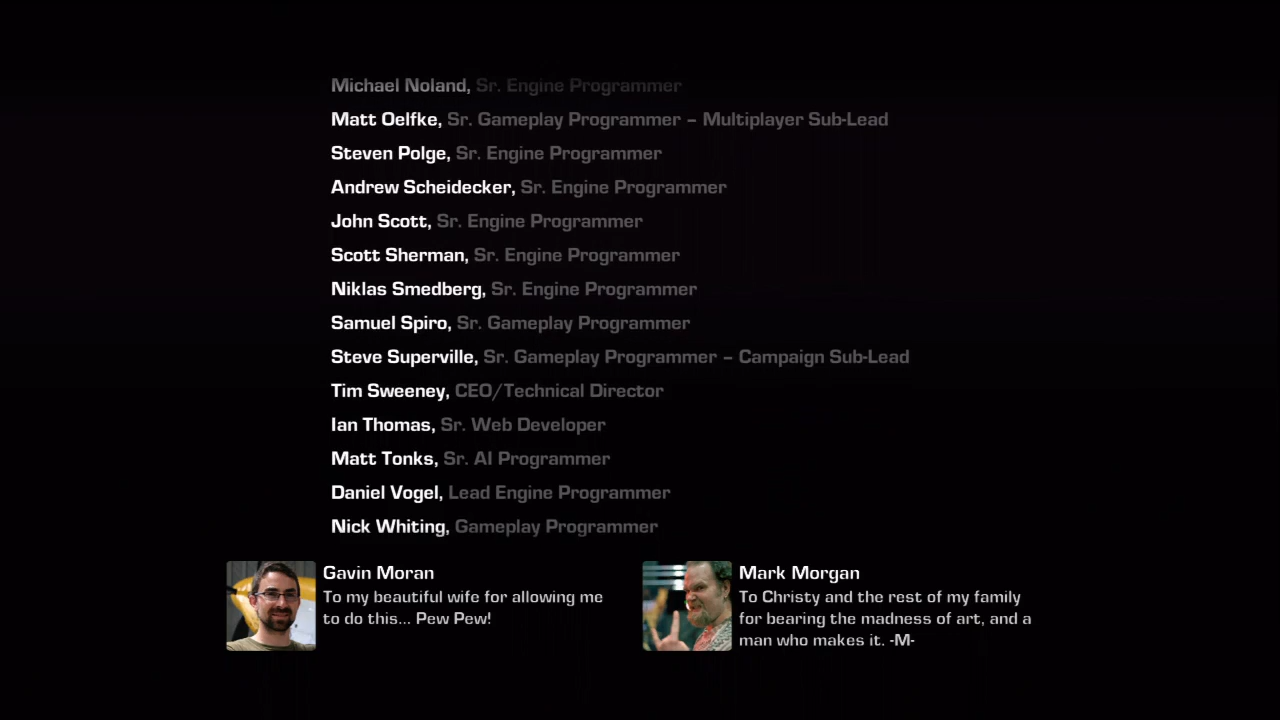 Michael Noland, Sr. Engine Programmer
Matt Oelfke, Sr. Gameplay Programmer – Multiplayer Sub-Lead
Steven Polge, Sr. Engine Programmer
Andrew Scheidecker, Sr. Engine Programmer
John Scott, Sr. Engine Programmer
Scott Sherman, Sr. Engine Programmer
Niklas Smedberg, Sr. Engine Programmer
Samuel Spiro, Sr. Gameplay Programmer
Steve Superville, Sr. Gameplay Programmer – Campaign Sub-Lead
Tim Sweeney, CEO/Technical Director
Ian Thomas, Sr. Web Developer
Matt Tonks, Sr. AI Programmer
Daniel Vogel, Lead Engine Programmer
Nick Whiting, Gameplay Programmer
Gavin Moran
To my beautiful wife for allowing me
to do this... Pew Pew!
Mark Morgan
To Christy and the rest of my family
for bearing the madness of art, and a
man who makes it. -M-